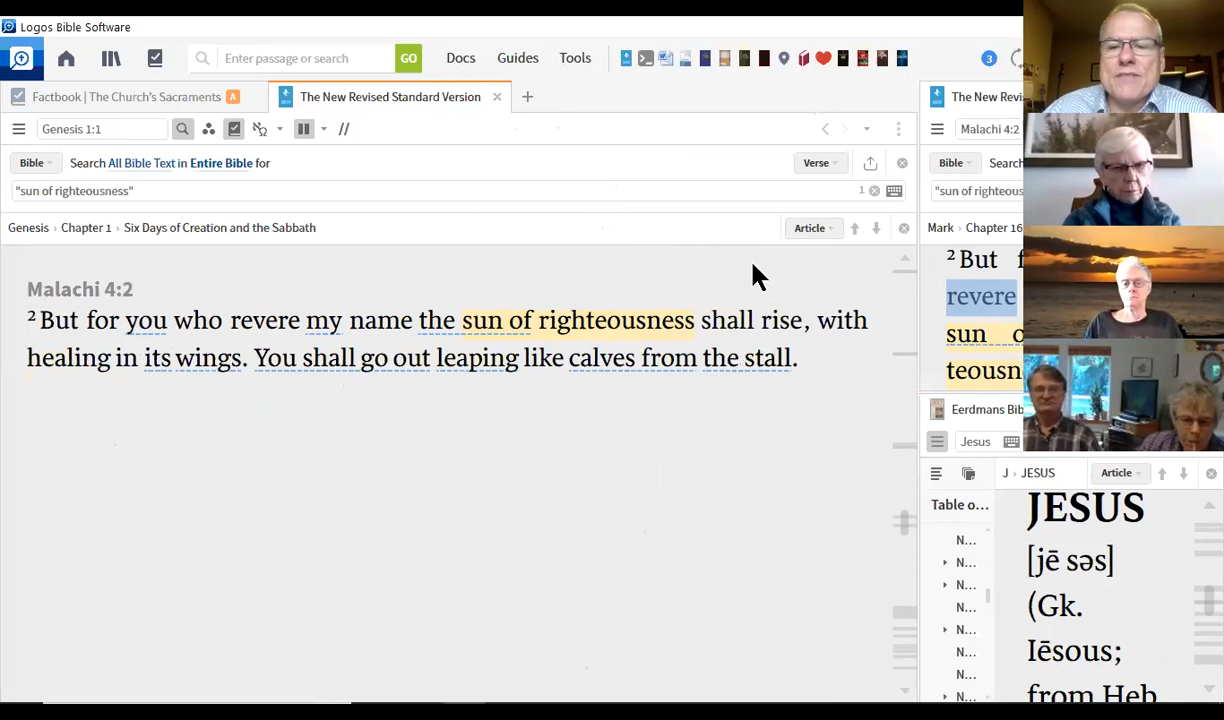 Logos Bible Software
Enter passage or search
GO
Docs
Guides
Tools
3
Factbook | The Church's Sacraments
A
The New Revised Standard Version
Genesis 1:1
Bible
Search All Bible Text in Entire Bible for
Verse
"sun of righteousness"
1
Genesis › Chapter 1 › Six Days of Creation and the Sabbath
Article
Malachi 4:2
² But for you who revere my name the sun of righteousness shall rise, with
healing in its wings. You shall go out leaping like calves from the stall.
The New Revi
Malachi 4:2
Bible
Search
"sun of righteous
Mark › Chapter 16
² But f
revere
sun o
teousn
Eerdmans Bib
Jesus
J › JESUS
Article
Table o...
N...
N...
N...
N...
N...
N...
N...
N...
JESUS
[jē səs]
(Gk.
Iēsous;
from Heb